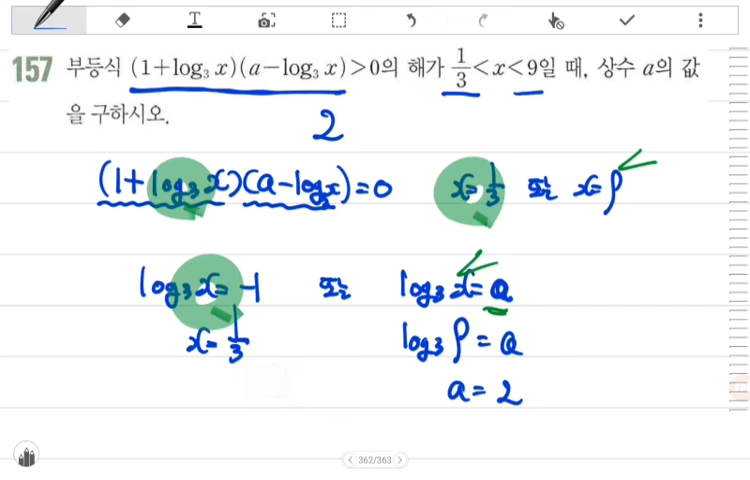 157 부등식 (1+log₃ x)(a−log₃ x)>0의 해가 1/3<x<9일 때, 상수 a의 값
을 구하시오.
2
(1+log₃x)(a-log₃x)=0 x=1/3 또는 x=9
log₃x=-1 또는 log₃x=a
x=1/3 log₃9=a
a=2
362/363